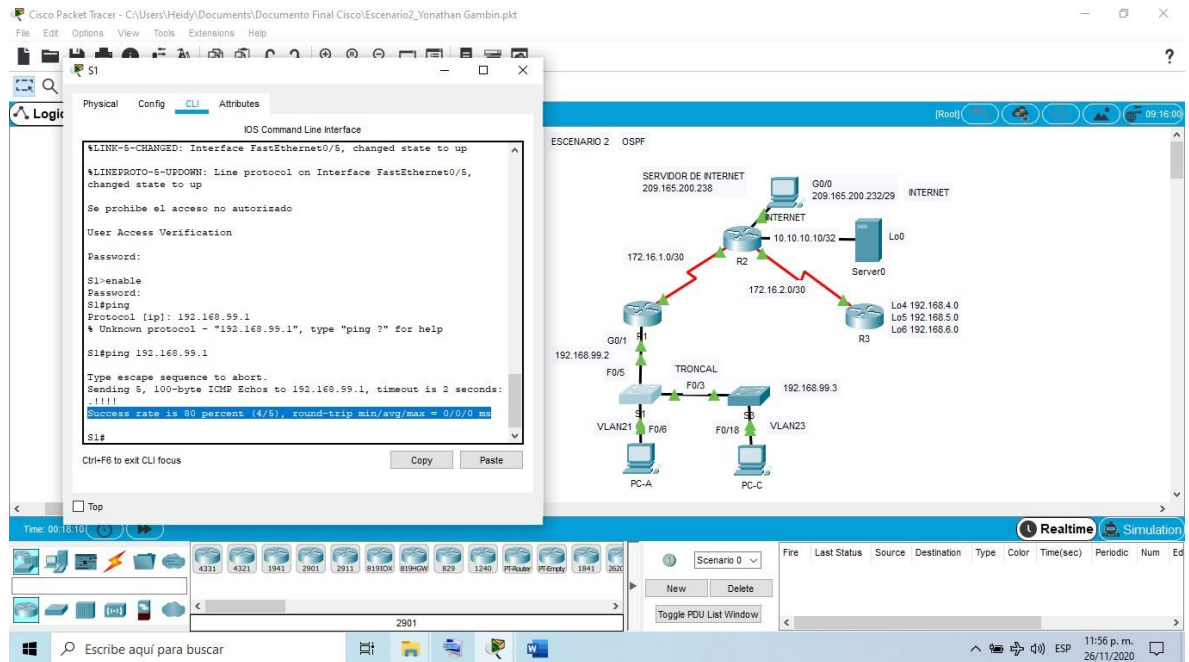 Cisco Packet Tracer - C:\Users\Heidy\Documents\Documento Final Cisco\Escenario2_Yonathan Gambin.pkt
File Edit Options View Tools Extensions Help
?
S1
Physical Config CLI Attributes
IOS Command Line Interface
%LINK-5-CHANGED: Interface FastEthernet0/5, changed state to up
%LINEPROTO-5-UPDOWN: Line protocol on Interface FastEthernet0/5,
changed state to up
Se prohibe el acceso no autorizado
User Access Verification
Password:
S1>enable
Password:
S1#ping
Protocol [ip]: 192.168.99.1
% Unknown protocol - "192.168.99.1", type "ping ?" for help
S1#ping 192.168.99.1
Type escape sequence to abort.
Sending 5, 100-byte ICMP Echos to 192.168.99.1, timeout is 2 seconds:
.!!!!
Success rate is 80 percent (4/5), round-trip min/avg/max = 0/0/0 ms
S1#
Ctrl+F6 to exit CLI focus
Copy
Paste
Top
Logic
[Root]
09:16:00
ESCENARIO 2 OSPF
SERVIDOR DE INTERNET
209.165.200.238
G0/0
209.165.200.232/29
INTERNET
INTERNET
10.10.10.10/32
Lo0
R2
Server0
172.16.1.0/30
172.16.2.0/30
Lo4 192.168.4.0
Lo5 192.168.5.0
Lo6 192.168.6.0
R3
R1
G0/1
192.168.99.2
F0/5
TRONCAL
F0/3
192.168.99.3
S1
S3
VLAN21
F0/6
F0/18
VLAN23
PC-A
PC-C
Time: 00:18:10
Realtime
Simulation
4331 4321 1941 2901 2911 819IOX 819HGW 829 1240 PT-Router PT-Empty 1841 262
2901
Scenario 0
New
Delete
Toggle PDU List Window
Fire Last Status Source Destination Type Color Time(sec) Periodic Num Ed
Escribe aquí para buscar
ESP
11:56 p. m.
26/11/2020